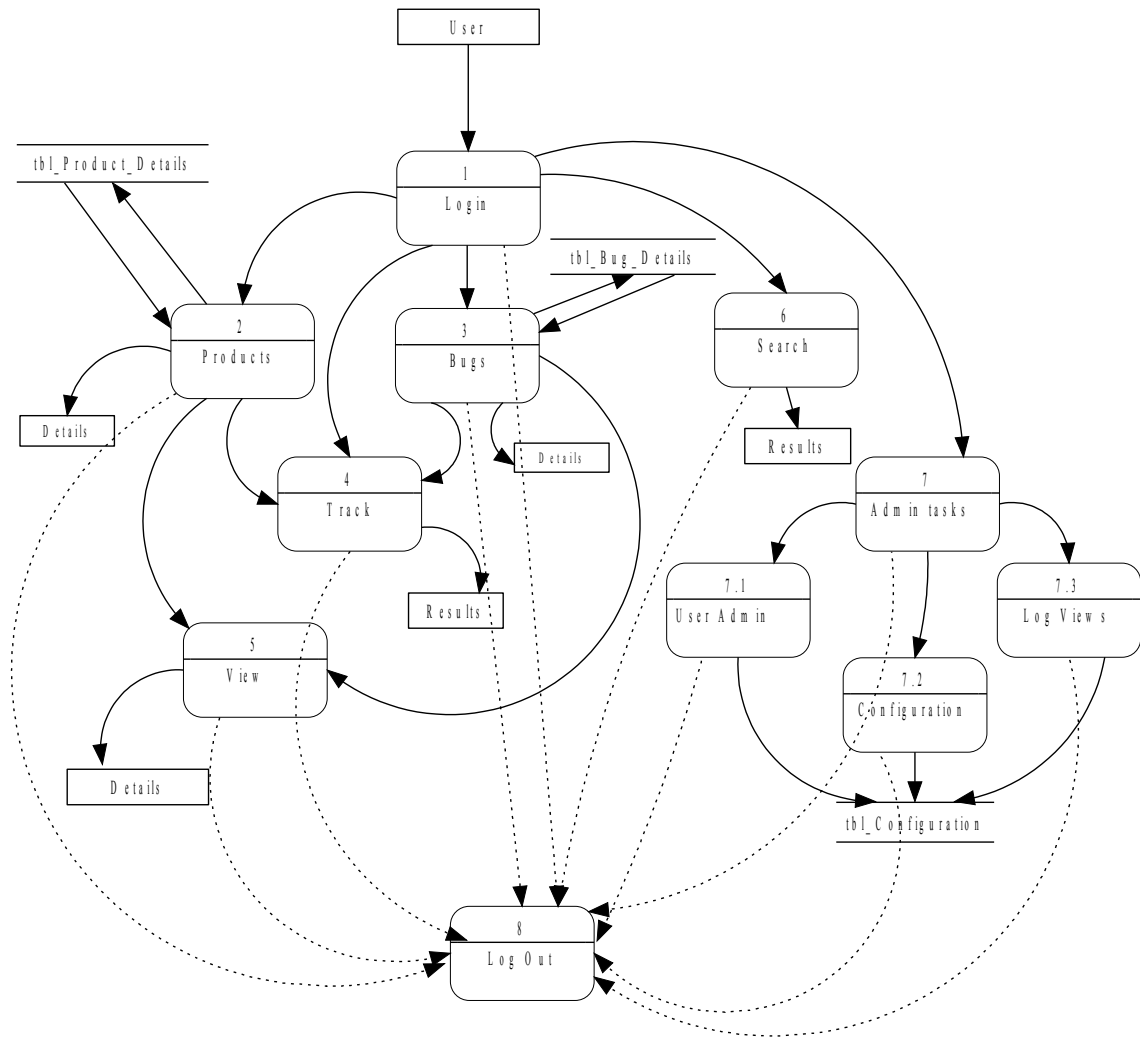 User
tbl_Product_Details
1
Login
tbl_Bug_Details
2
Products
3
Bugs
6
Search
Details
Results
Details
4
Track
7
Admin tasks
Results
7.1
User Admin
7.3
Log Views
5
View
7.2
Configuration
Details
tbl_Configuration
8
Log Out